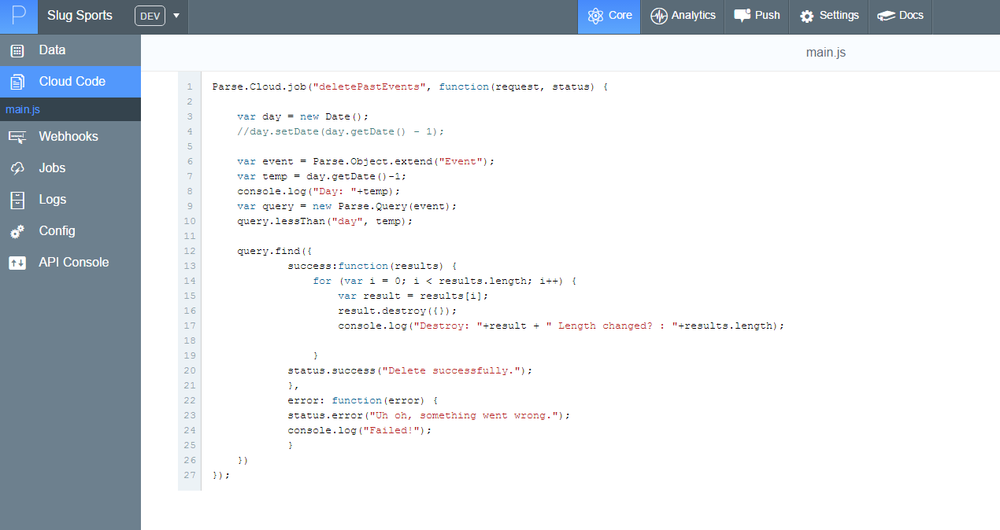 P Slug Sports DEV Core Analytics Push Settings Docs
Data
Cloud Code
main.js
Webhooks
Jobs
Logs
Config
API Console
main.js
1 Parse.Cloud.job("deletePastEvents", function(request, status) {
2
3 var day = new Date();
4 //day.setDate(day.getDate() - 1);
5
6 var event = Parse.Object.extend("Event");
7 var temp = day.getDate()-1;
8 console.log("Day: "+temp);
9 var query = new Parse.Query(event);
10 query.lessThan("day", temp);
11
12 query.find({
13 success:function(results) {
14 for (var i = 0; i < results.length; i++) {
15 var result = results[i];
16 result.destroy({});
17 console.log("Destroy: "+result + " Length changed? : "+results.length);
18
19 }
20 status.success("Delete successfully.");
21 },
22 error: function(error) {
23 status.error("Uh oh, something went wrong.");
24 console.log("Failed!");
25 }
26 })
27 });